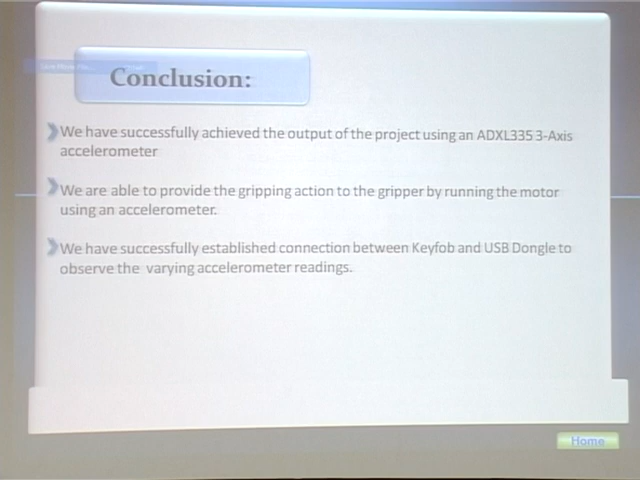 Conclusion:
We have successfully achieved the output of the project using an ADXL335 3-Axis
accelerometer
We are able to provide the gripping action to the gripper by running the motor
using an accelerometer.
We have successfully established connection between Keyfob and USB Dongle to
observe the varying accelerometer readings.
Home